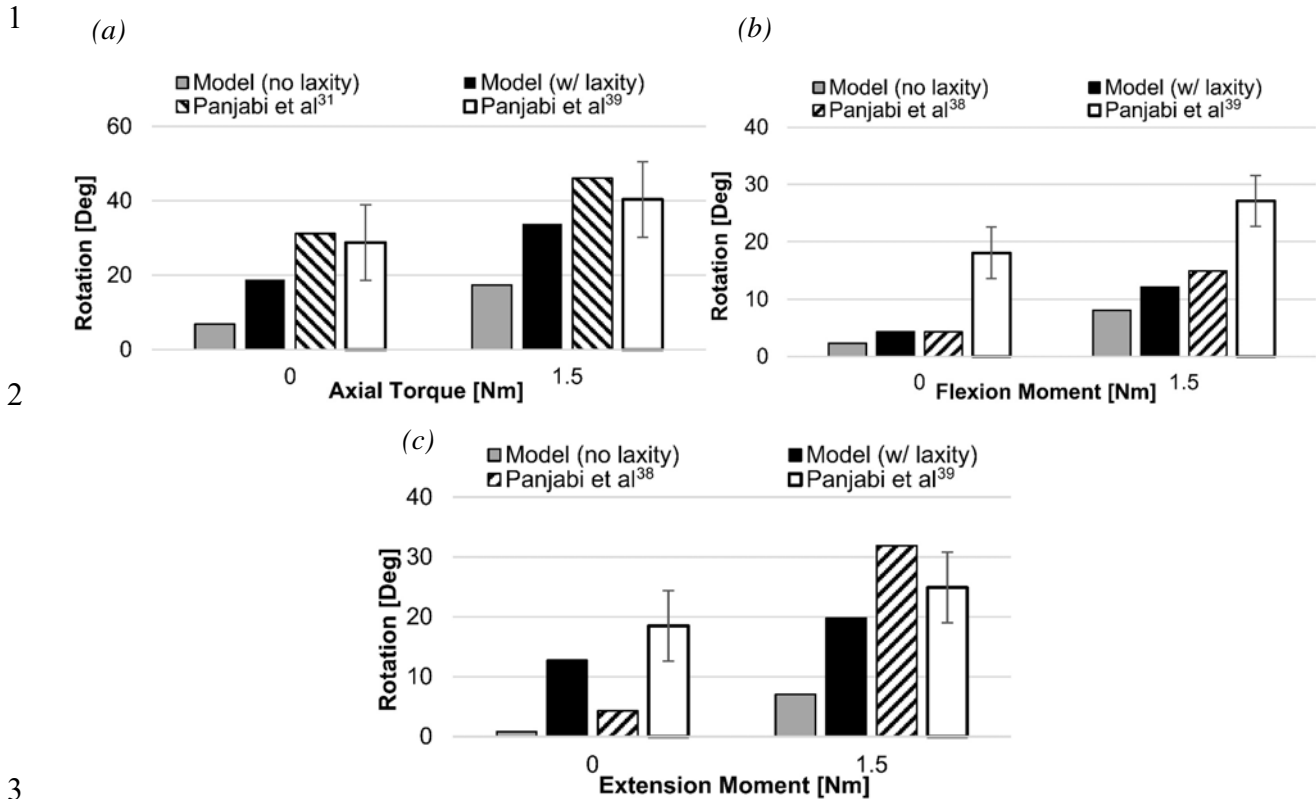 1
(a)
Model (no laxity) Model (w/ laxity)
Panjabi et al31 Panjabi et al39
60
40
20
0
Rotation [Deg]
0 1.5
Axial Torque [Nm]
(b)
Model (no laxity) Model (w/ laxity)
Panjabi et al38 Panjabi et al39
40
30
20
10
0
Rotation [Deg]
0 1.5
Flexion Moment [Nm]
2
(c)
Model (no laxity) Model (w/ laxity)
Panjabi et al38 Panjabi et al39
40
30
20
10
0
Rotation [Deg]
0 1.5
Extension Moment [Nm]
3